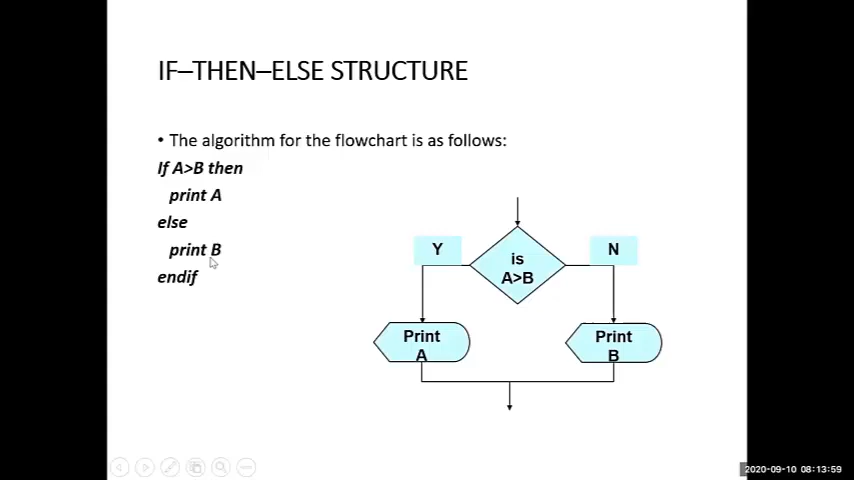 IF–THEN–ELSE STRUCTURE
• The algorithm for the flowchart is as follows:
If A>B then
print A
else
print B
endif
Y
is
A>B
N
Print
A
Print
B
2020-09-10 08:13:59